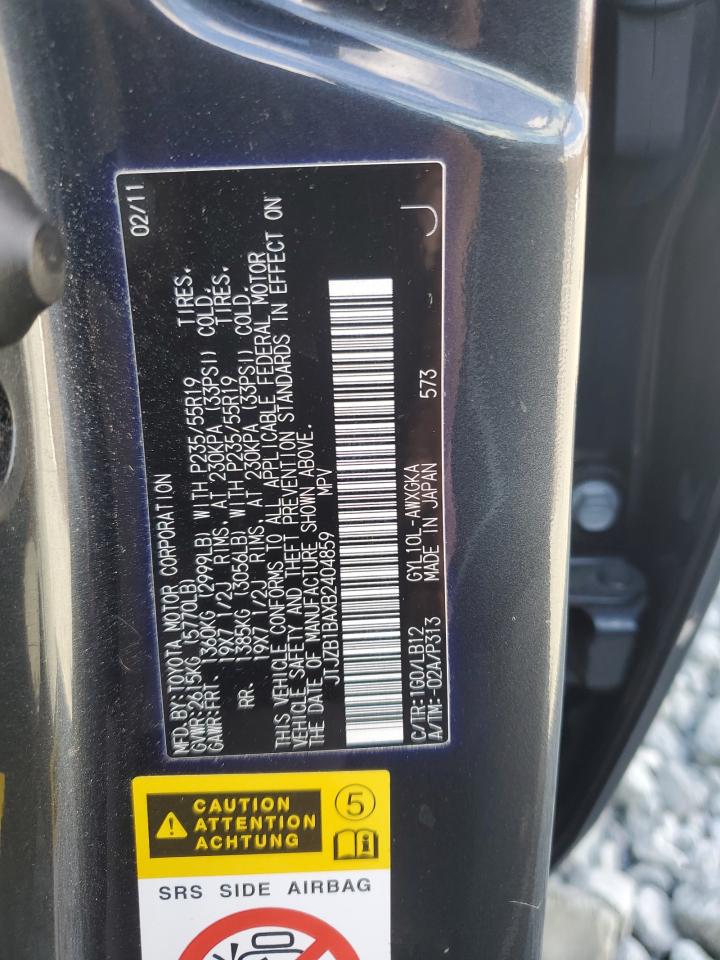 MFD. BY: TOYOTA MOTOR CORPORATION 02/11
GVWR: 2615KG (5770LB)
GAWR: FRT. 1360KG (2999LB) WITH P235/55R19 TIRES.
19X7 1/2J RIMS, AT 230KPA (33PSI) COLD.
RR. 1385KG (3056LB) WITH P235/55R19 TIRES.
19X7 1/2J RIMS, AT 230KPA (33PSI) COLD.
THIS VEHICLE CONFORMS TO ALL APPLICABLE FEDERAL MOTOR
VEHICLE SAFETY AND THEFT PREVENTION STANDARDS IN EFFECT ON
THE DATE OF MANUFACTURE SHOWN ABOVE.
JTJZB1BAXB2404859 MPV
C/TR: 1G0/LB12 GYL10L-AWXGKA
A/TM: -02A/P313 MADE IN JAPAN 573
J
CAUTION
ATTENTION
ACHTUNG
5
SRS SIDE AIRBAG